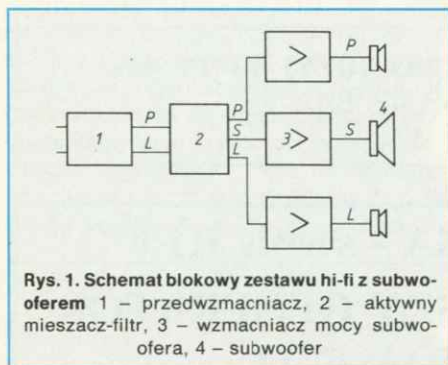 P
P
4
P
1
2
S
3 >
S
L
L
>
L
>
Rys. 1. Schemat blokowy zestawu hi-fi z subwo-
oferem 1 – przedwzmacniacz, 2 – aktywny
mieszacz-filtr, 3 – wzmacniacz mocy subwo-
ofera, 4 – subwoofer